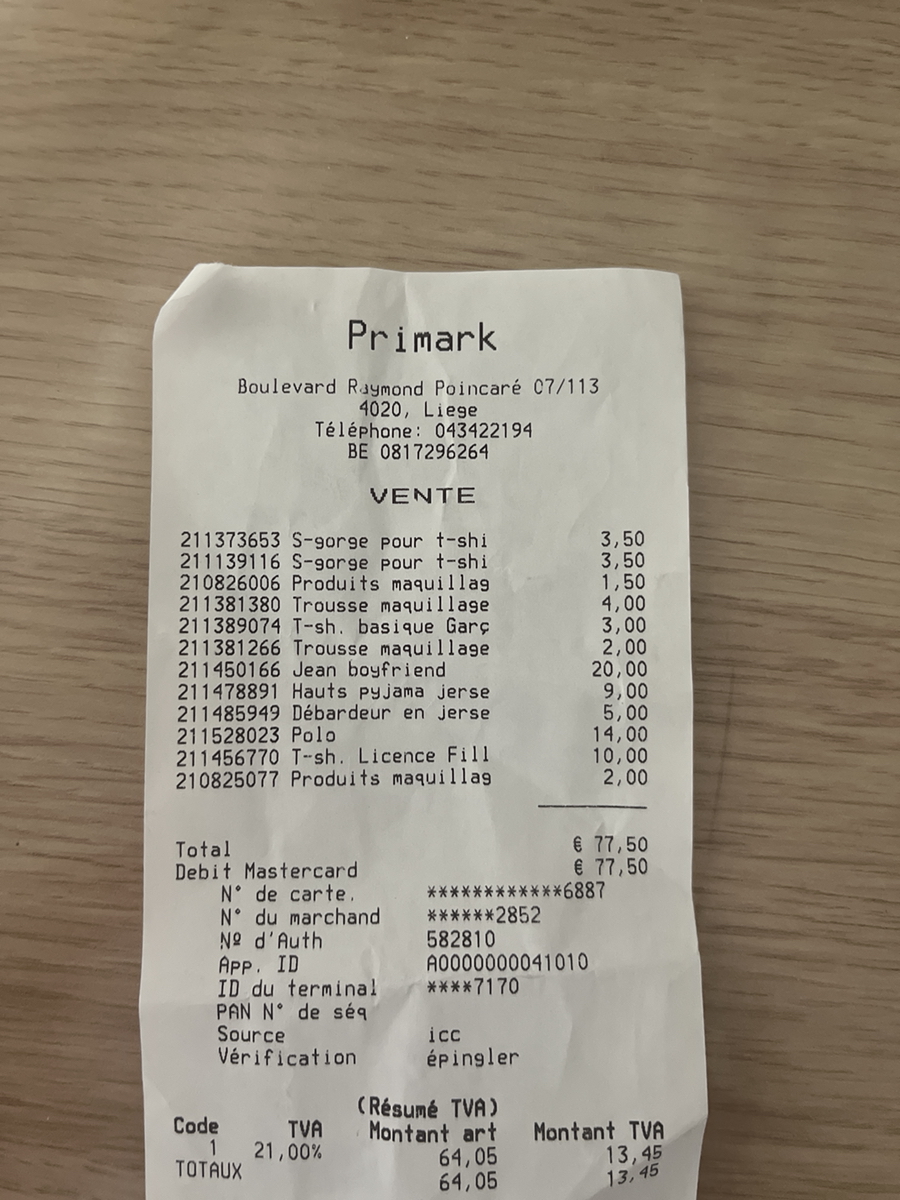 Primark
Boulevard Raymond Poincaré 07/113
4020, Liege
Téléphone: 043422194
BE 0817296264
VENTE
211373653 S-gorge pour t-shi 3,50
211139116 S-gorge pour t-shi 3,50
210826006 Produits maquillag 1,50
211381380 Trousse maquillage 4,00
211389074 T-sh. basique Garç 3,00
211381266 Trousse maquillage 2,00
211450166 Jean boyfriend 20,00
211478891 Hauts pyjama jerse 9,00
211485949 Débardeur en jerse 5,00
211528023 Polo 14,00
211456770 T-sh. Licence Fill 10,00
210825077 Produits maquillag 2,00
Total € 77,50
Debit Mastercard € 77,50
N° de carte. ************6887
N° du marchand ******2852
Nº d'Auth 582810
App. ID A0000000041010
ID du terminal ****7170
PAN N° de séq
Source icc
Vérification épingler
(Résumé TVA)
Code TVA Montant art Montant TVA
1 21,00% 64,05 13,45
TOTAUX 64,05 13,45